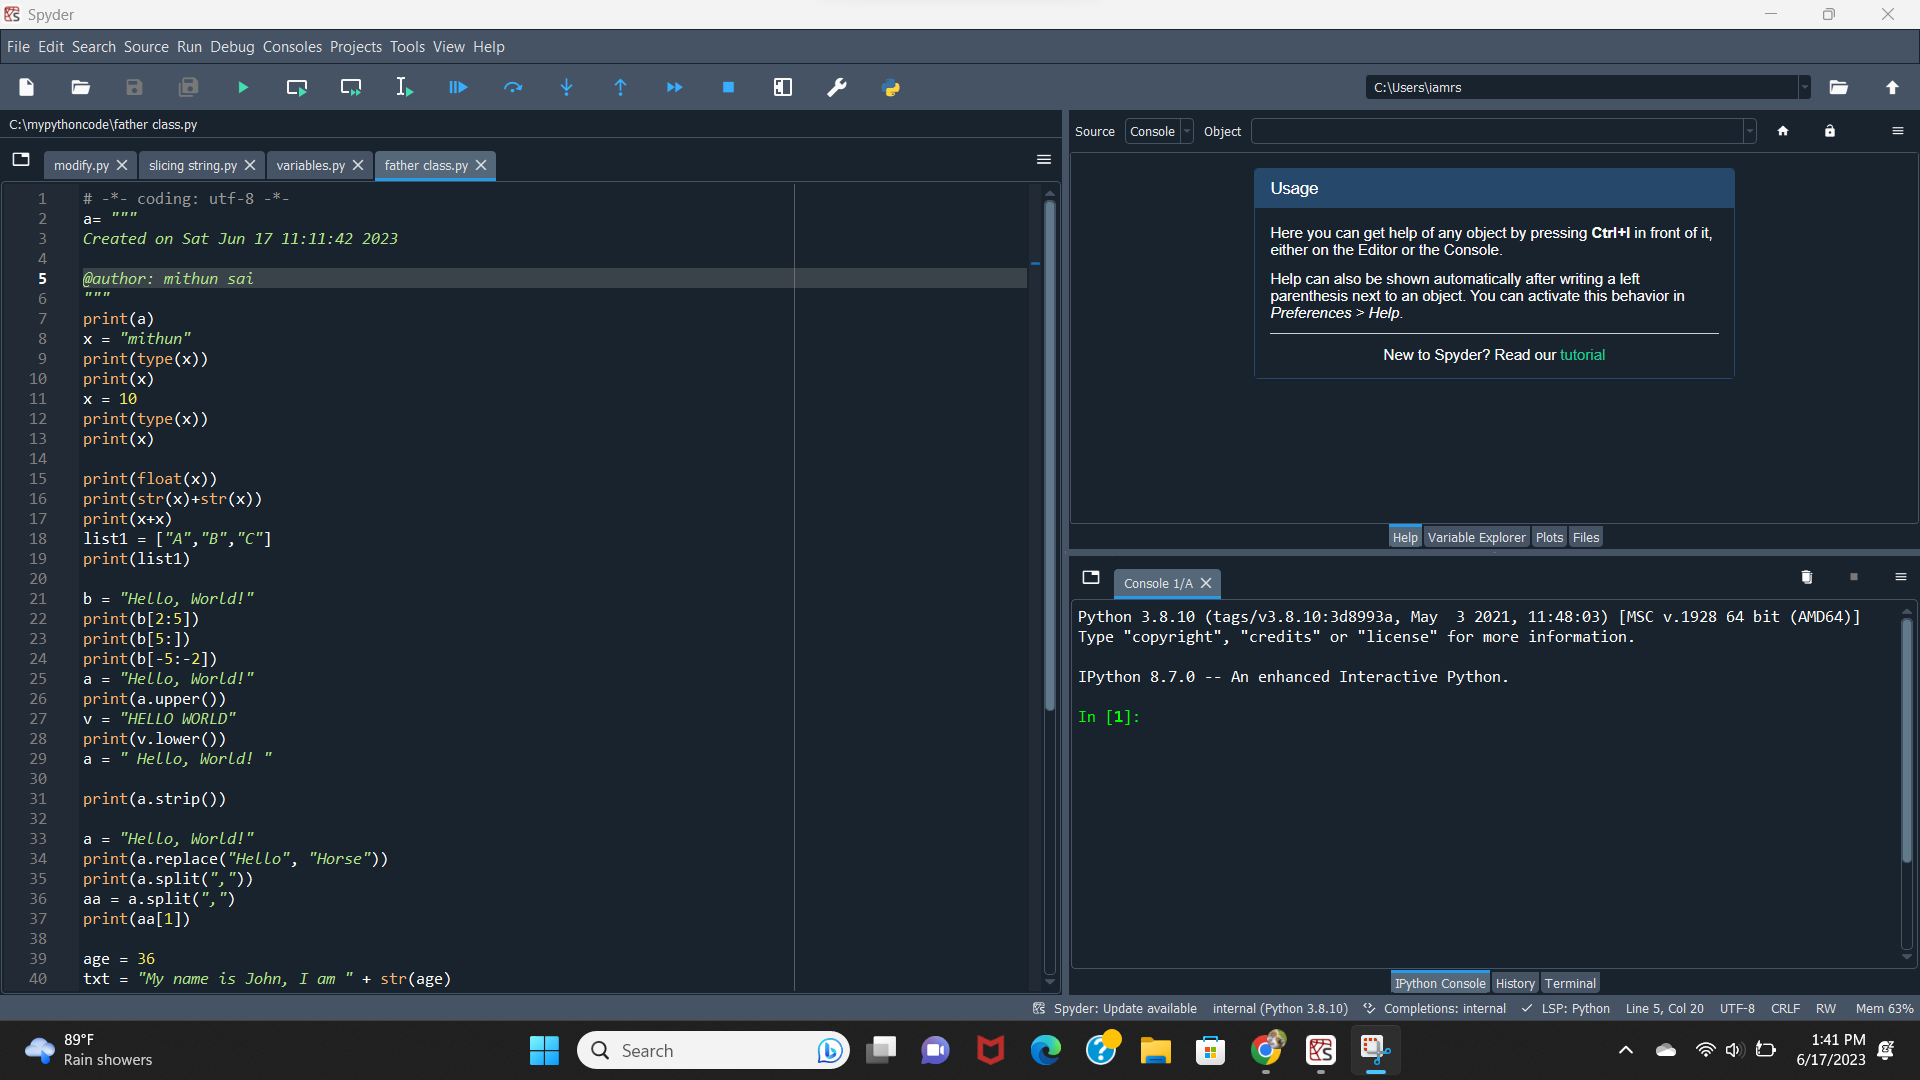 Spyder
File Edit Search Source Run Debug Consoles Projects Tools View Help
C:\Users\iamrs
C:\mypythoncode\father class.py
modify.py
slicing string.py
variables.py
father class.py
1 # -*- coding: utf-8 -*-
2 a= """
3 Created on Sat Jun 17 11:11:42 2023
4
5 @author: mithun sai
6 """
7 print(a)
8 x = "mithun"
9 print(type(x))
10 print(x)
11 x = 10
12 print(type(x))
13 print(x)
14
15 print(float(x))
16 print(str(x)+str(x))
17 print(x+x)
18 list1 = ["A","B","C"]
19 print(list1)
20
21 b = "Hello, World!"
22 print(b[2:5])
23 print(b[5:])
24 print(b[-5:-2])
25 a = "Hello, World!"
26 print(a.upper())
27 v = "HELLO WORLD"
28 print(v.lower())
29 a = " Hello, World! "
30
31 print(a.strip())
32
33 a = "Hello, World!"
34 print(a.replace("Hello", "Horse"))
35 print(a.split(","))
36 aa = a.split(",")
37 print(aa[1])
38
39 age = 36
40 txt = "My name is John, I am " + str(age)
Source Console Object
Usage
Here you can get help of any object by pressing Ctrl+I in front of it,
either on the Editor or the Console.
Help can also be shown automatically after writing a left
parenthesis next to an object. You can activate this behavior in
Preferences > Help.
New to Spyder? Read our tutorial
Help Variable Explorer Plots Files
Console 1/A
Python 3.8.10 (tags/v3.8.10:3d8993a, May  3 2021, 11:48:03) [MSC v.1928 64 bit (AMD64)]
Type "copyright", "credits" or "license" for more information.
IPython 8.7.0 -- An enhanced Interactive Python.
In [1]:
IPython Console History Terminal
Spyder: Update available internal (Python 3.8.10) Completions: internal LSP: Python Line 5, Col 20 UTF-8 CRLF RW Mem 63%
89°F
Rain showers
Search
1:41 PM
6/17/2023